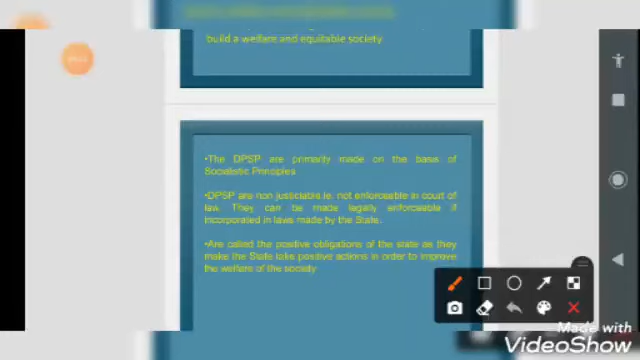 build a welfare and equitable society
•The DPSP are primarily made on the basis of
Socialistic Principles
•DPSP are non justiciable i.e. not enforceable in court of
law. They can be made legally enforceable if
incorporated in laws made by the State.
•Are called the positive obligations of the state as they
make the State take positive actions in order to improve
the welfare of the society
Made with
VideoShow